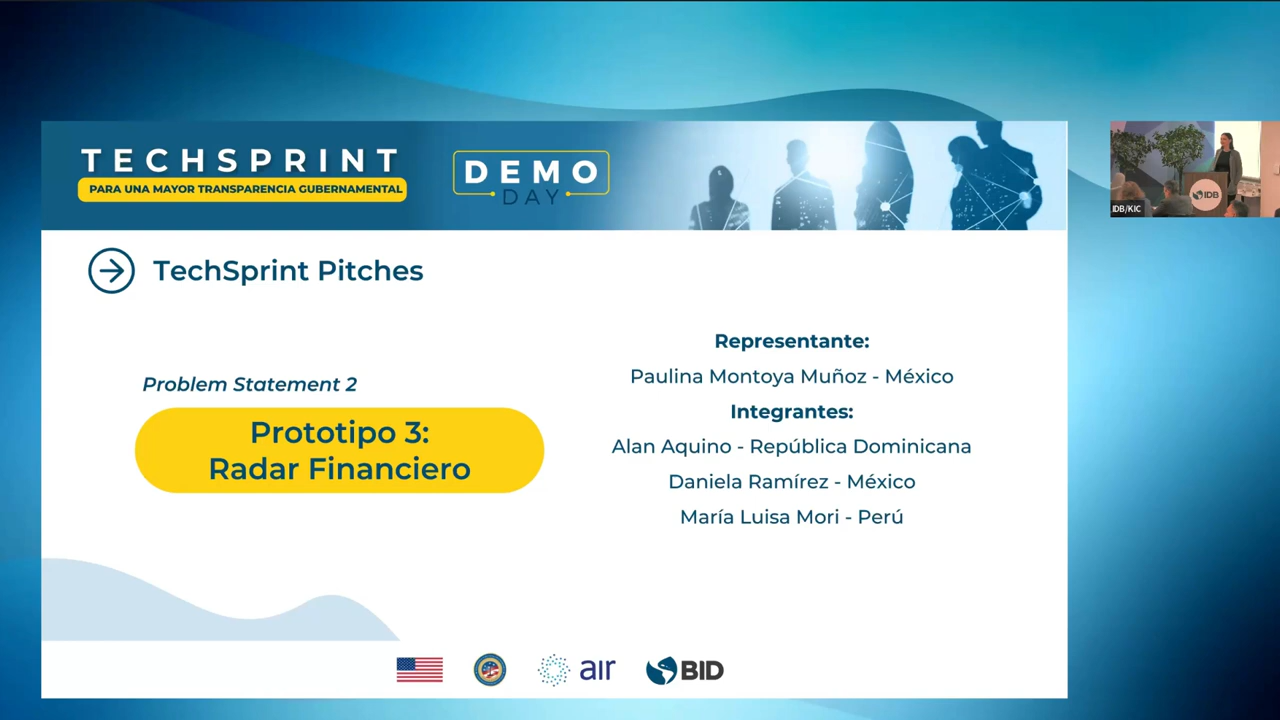 TECHSPRINT
PARA UNA MAYOR TRANSPARENCIA GUBERNAMENTAL
DEMO
DAY
TechSprint Pitches
Problem Statement 2
Prototipo 3:
Radar Financiero
Representante:
Paulina Montoya Muñoz - México
Integrantes:
Alan Aquino - República Dominicana
Daniela Ramírez - México
María Luisa Mori - Perú
air
BID
IDB
IDB/KIC